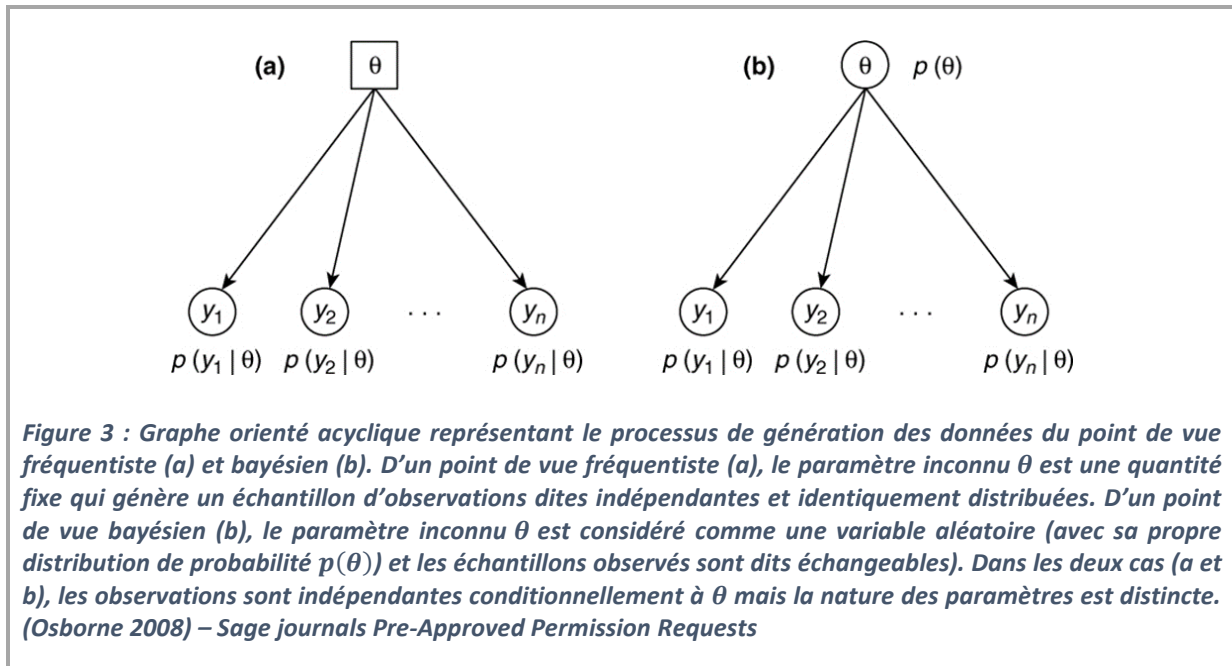 (a) θ (b) θ p (θ)
y1 y2 · · · yn y1 y2 · · · yn
p (y1 | θ) p (y2 | θ) p (yn | θ) p (y1 | θ) p (y2 | θ) p (yn | θ)
Figure 3 : Graphe orienté acyclique représentant le processus de génération des données du point de vue
fréquentiste (a) et bayésien (b). D’un point de vue fréquentiste (a), le paramètre inconnu θ est une quantité
fixe qui génère un échantillon d’observations dites indépendantes et identiquement distribuées. D’un point
de vue bayésien (b), le paramètre inconnu θ est considéré comme une variable aléatoire (avec sa propre
distribution de probabilité p(θ)) et les échantillons observés sont dits échangeables). Dans les deux cas (a et
b), les observations sont indépendantes conditionnellement à θ mais la nature des paramètres est distincte.
(Osborne 2008) – Sage journals Pre-Approved Permission Requests